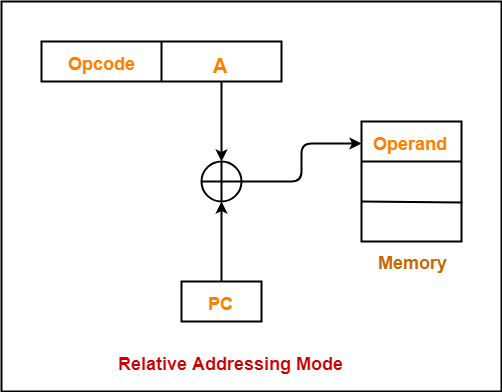 Opcode A
Operand
Memory
PC
Relative Addressing Mode